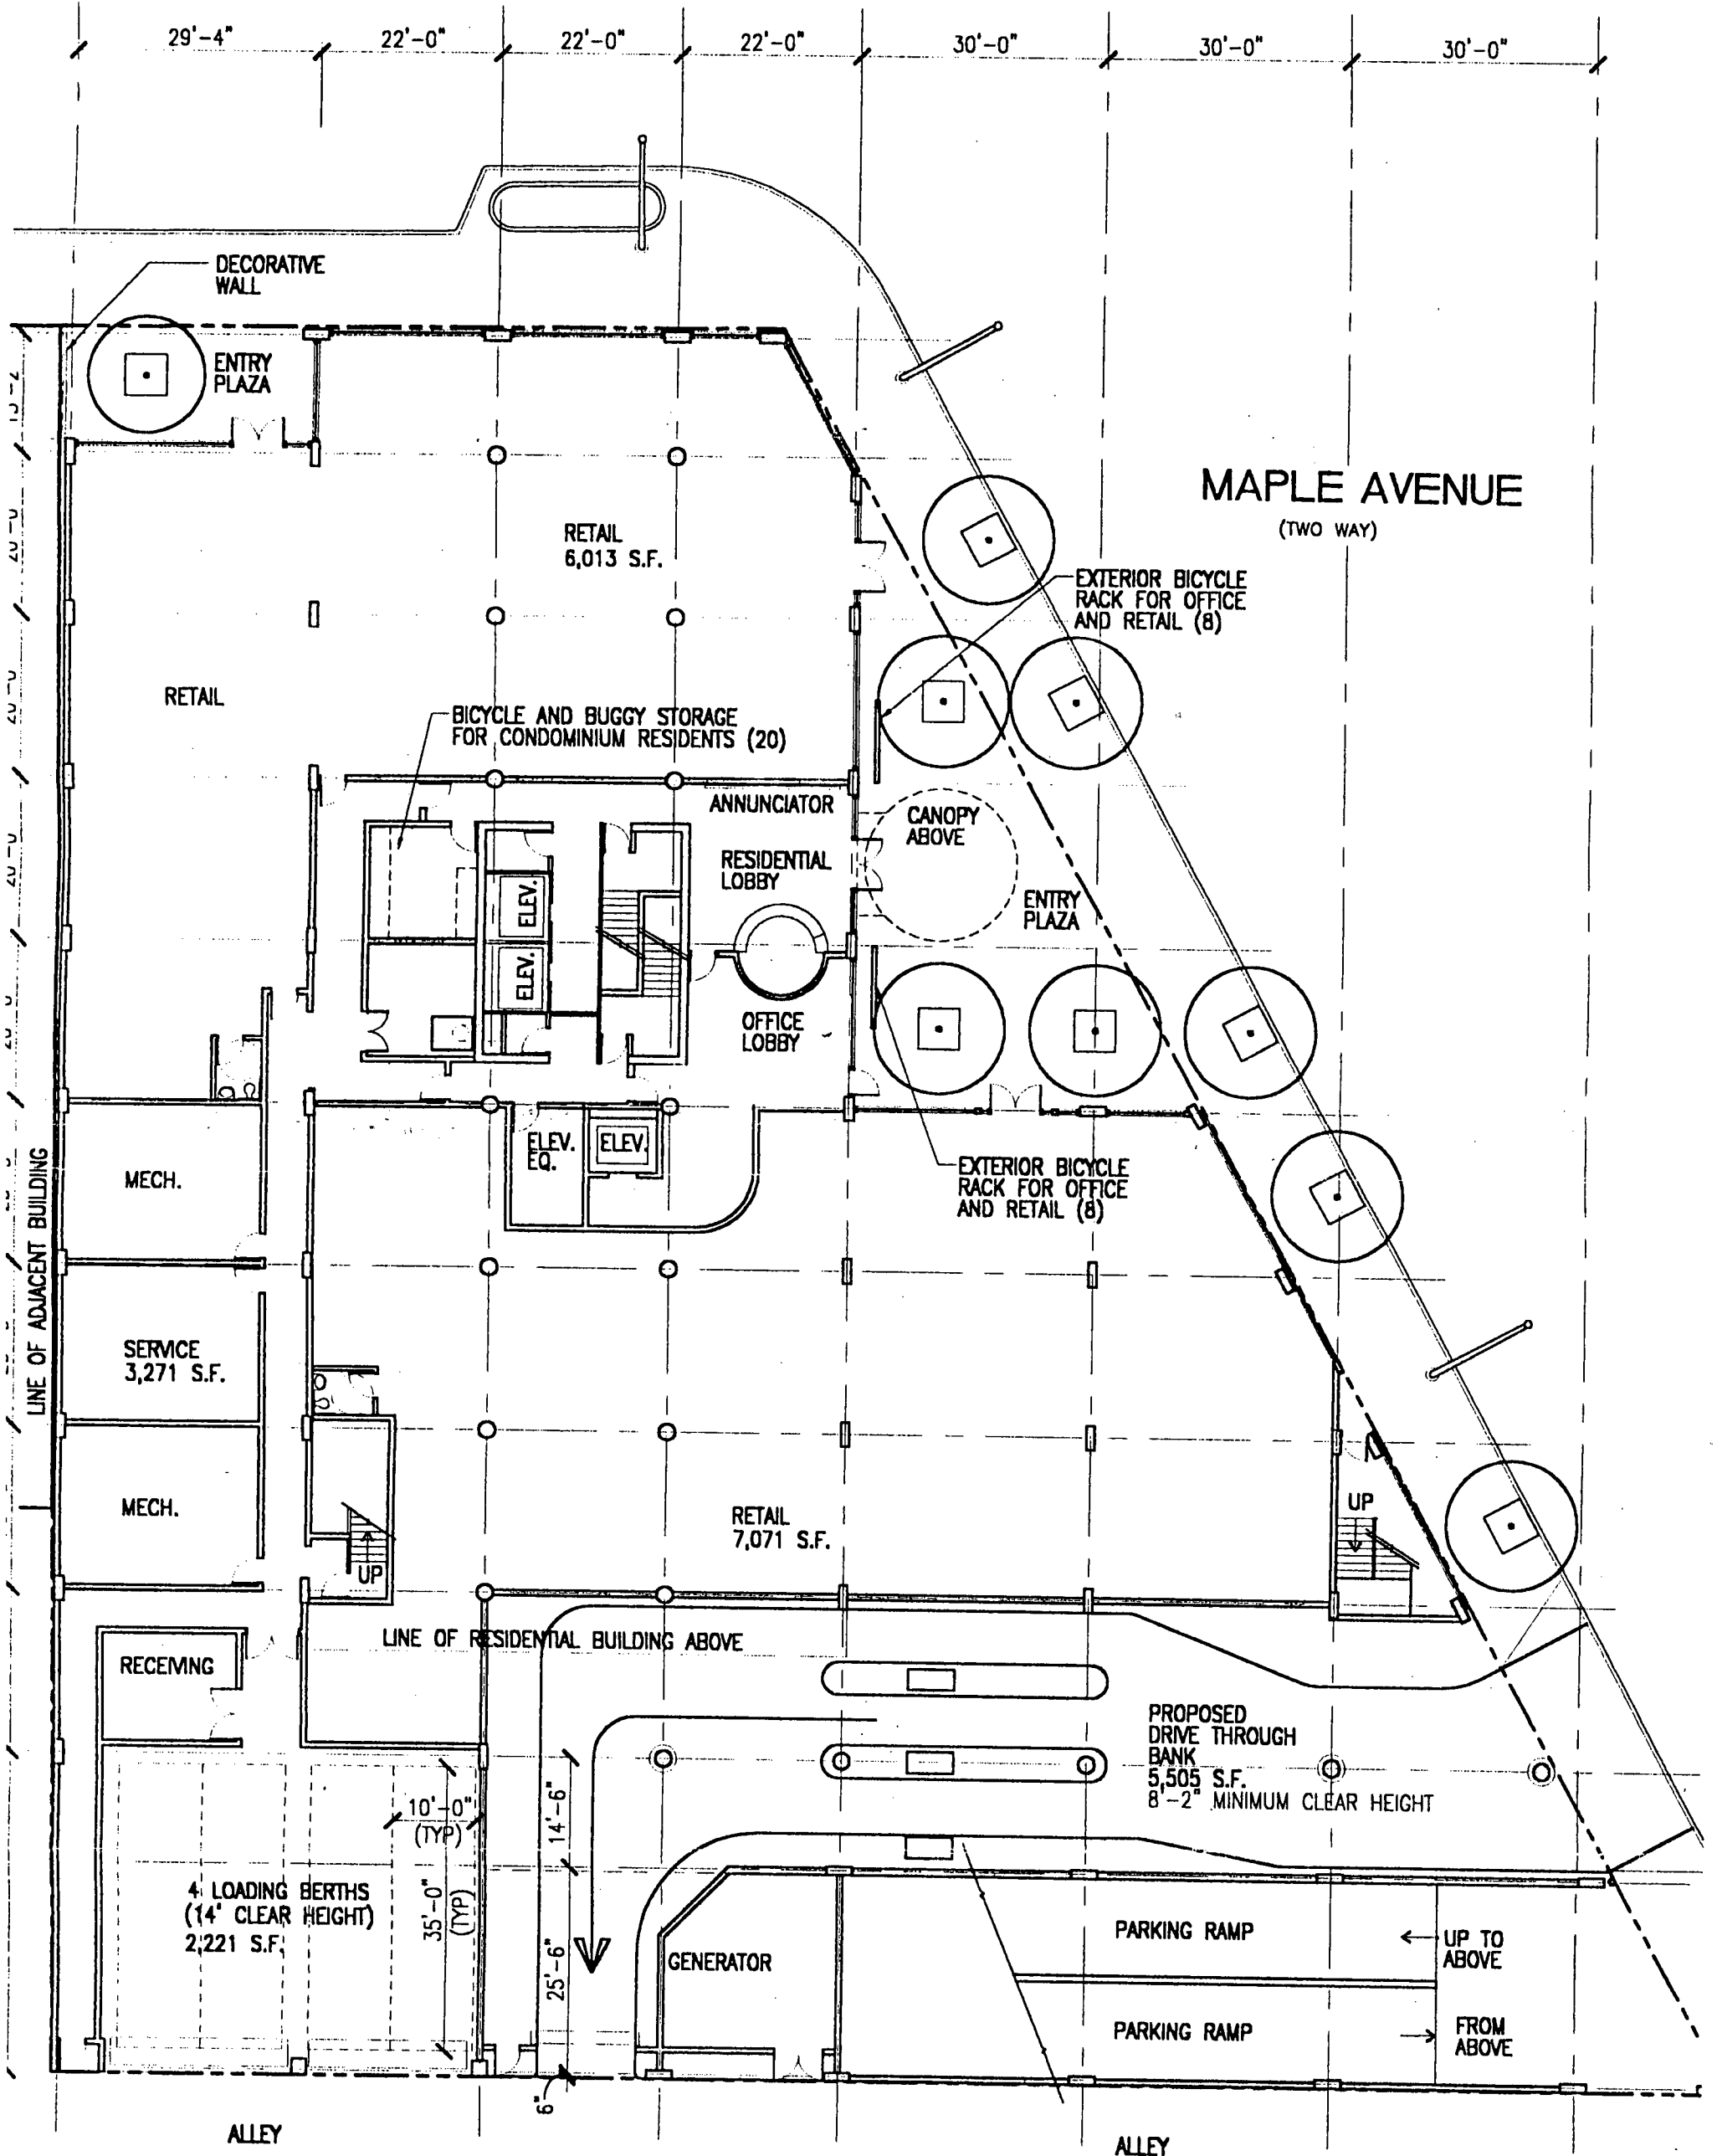 29'-4" 22'-0" 22'-0" 22'-0" 30'-0" 30'-0" 30'-0"
DECORATIVE
WALL
ENTRY
PLAZA
MAPLE AVENUE
(TWO WAY)
RETAIL
6,013 S.F.
EXTERIOR BICYCLE
RACK FOR OFFICE
AND RETAIL (8)
RETAIL
BICYCLE AND BUGGY STORAGE
FOR CONDOMINIUM RESIDENTS (20)
ANNUNCIATOR
CANOPY
ABOVE
RESIDENTIAL
LOBBY
ELEV.
ENTRY
PLAZA
ELEV.
OFFICE
LOBBY
ELEV.
EQ.
ELEV.
EXTERIOR BICYCLE
RACK FOR OFFICE
AND RETAIL (8)
MECH.
LINE OF ADJACENT BUILDING
SERVICE
3,271 S.F.
MECH.
UP
RETAIL
7,071 S.F.
UP
LINE OF RESIDENTIAL BUILDING ABOVE
RECEIVING
PROPOSED
DRIVE THROUGH
BANK
5,505 S.F.
8'-2" MINIMUM CLEAR HEIGHT
10'-0"
(TYP)
14'-6"
4 LOADING BERTHS
(14' CLEAR HEIGHT)
2,221 S.F.
35'-0"
(TYP)
25'-6"
GENERATOR
PARKING RAMP
UP TO
ABOVE
PARKING RAMP
FROM
ABOVE
6"
ALLEY
ALLEY